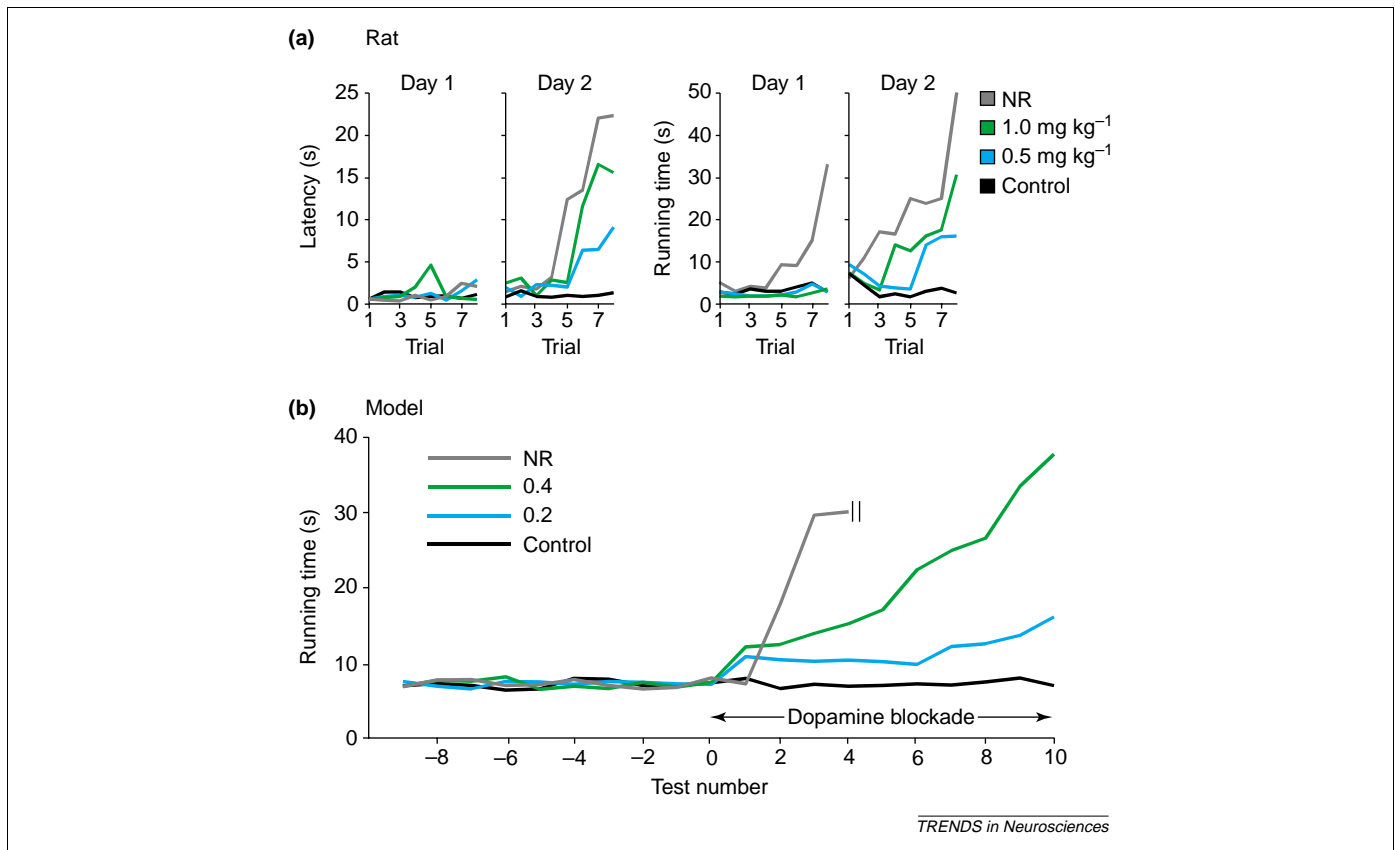 (a) Rat
Day 1 Day 2 Day 1 Day 2
Latency (s)
25
20
15
10
5
0
1 3 5 7 1 3 5 7
Trial Trial
Running time (s)
50
40
30
20
10
0
1 3 5 7 1 3 5 7
Trial Trial
NR
1.0 mg kg⁻¹
0.5 mg kg⁻¹
Control
(b) Model
Running time (s)
40
30
20
10
0
NR
0.4
0.2
Control
Dopamine blockade
–8 –6 –4 –2 0 2 4 6 8 10
Test number
TRENDS in Neurosciences